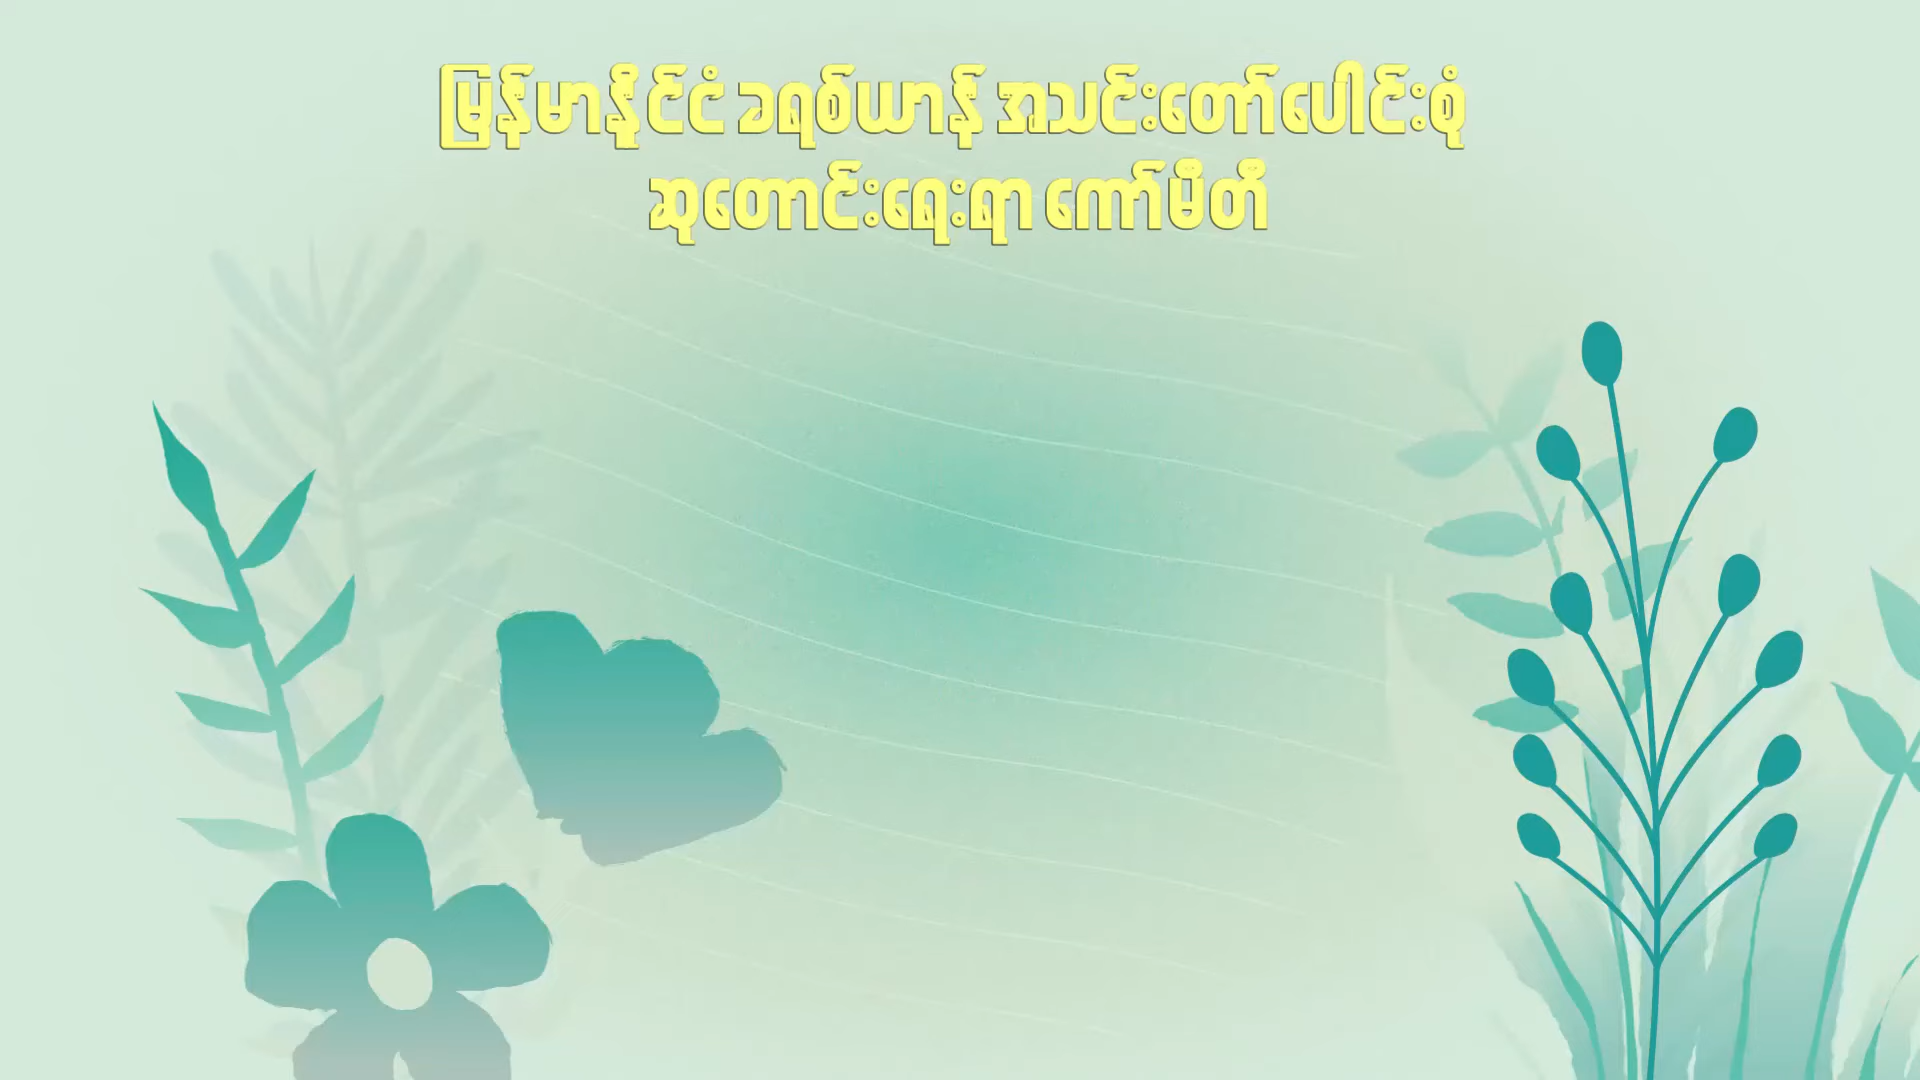 မြန်မာနိုင်ငံ ခရစ်ယာန် အသင်းတော်ပေါင်းစုံ
ဆုတောင်းရေးရာ ကော်မီတီ